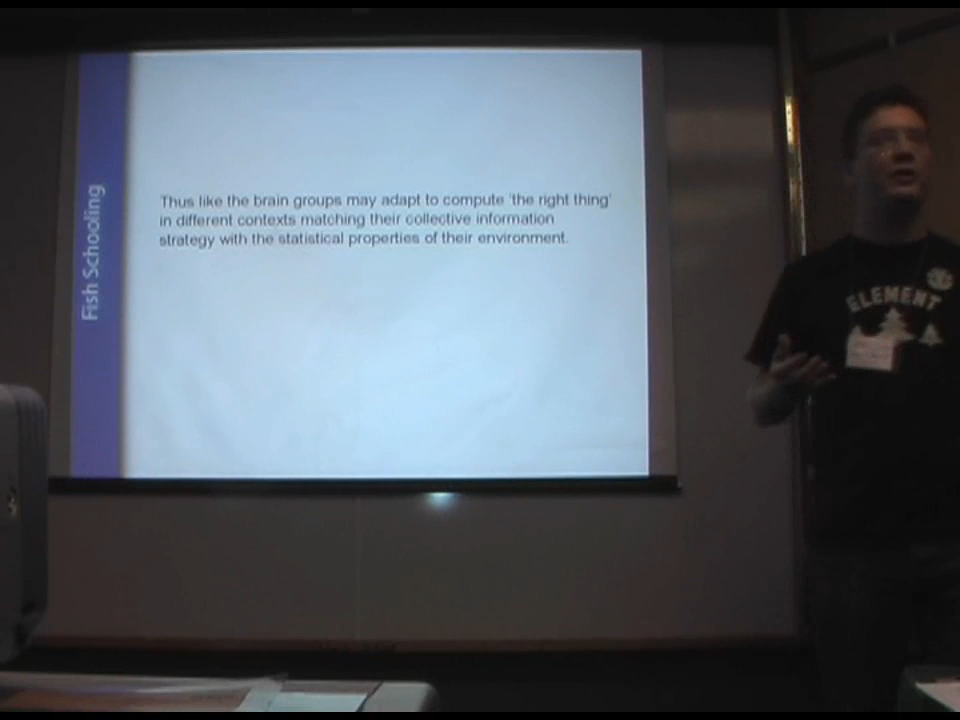 Fish Schooling
Thus like the brain groups may adapt to compute 'the right thing'
in different contexts matching their collective information
strategy with the statistical properties of their environment.
ELEMENT